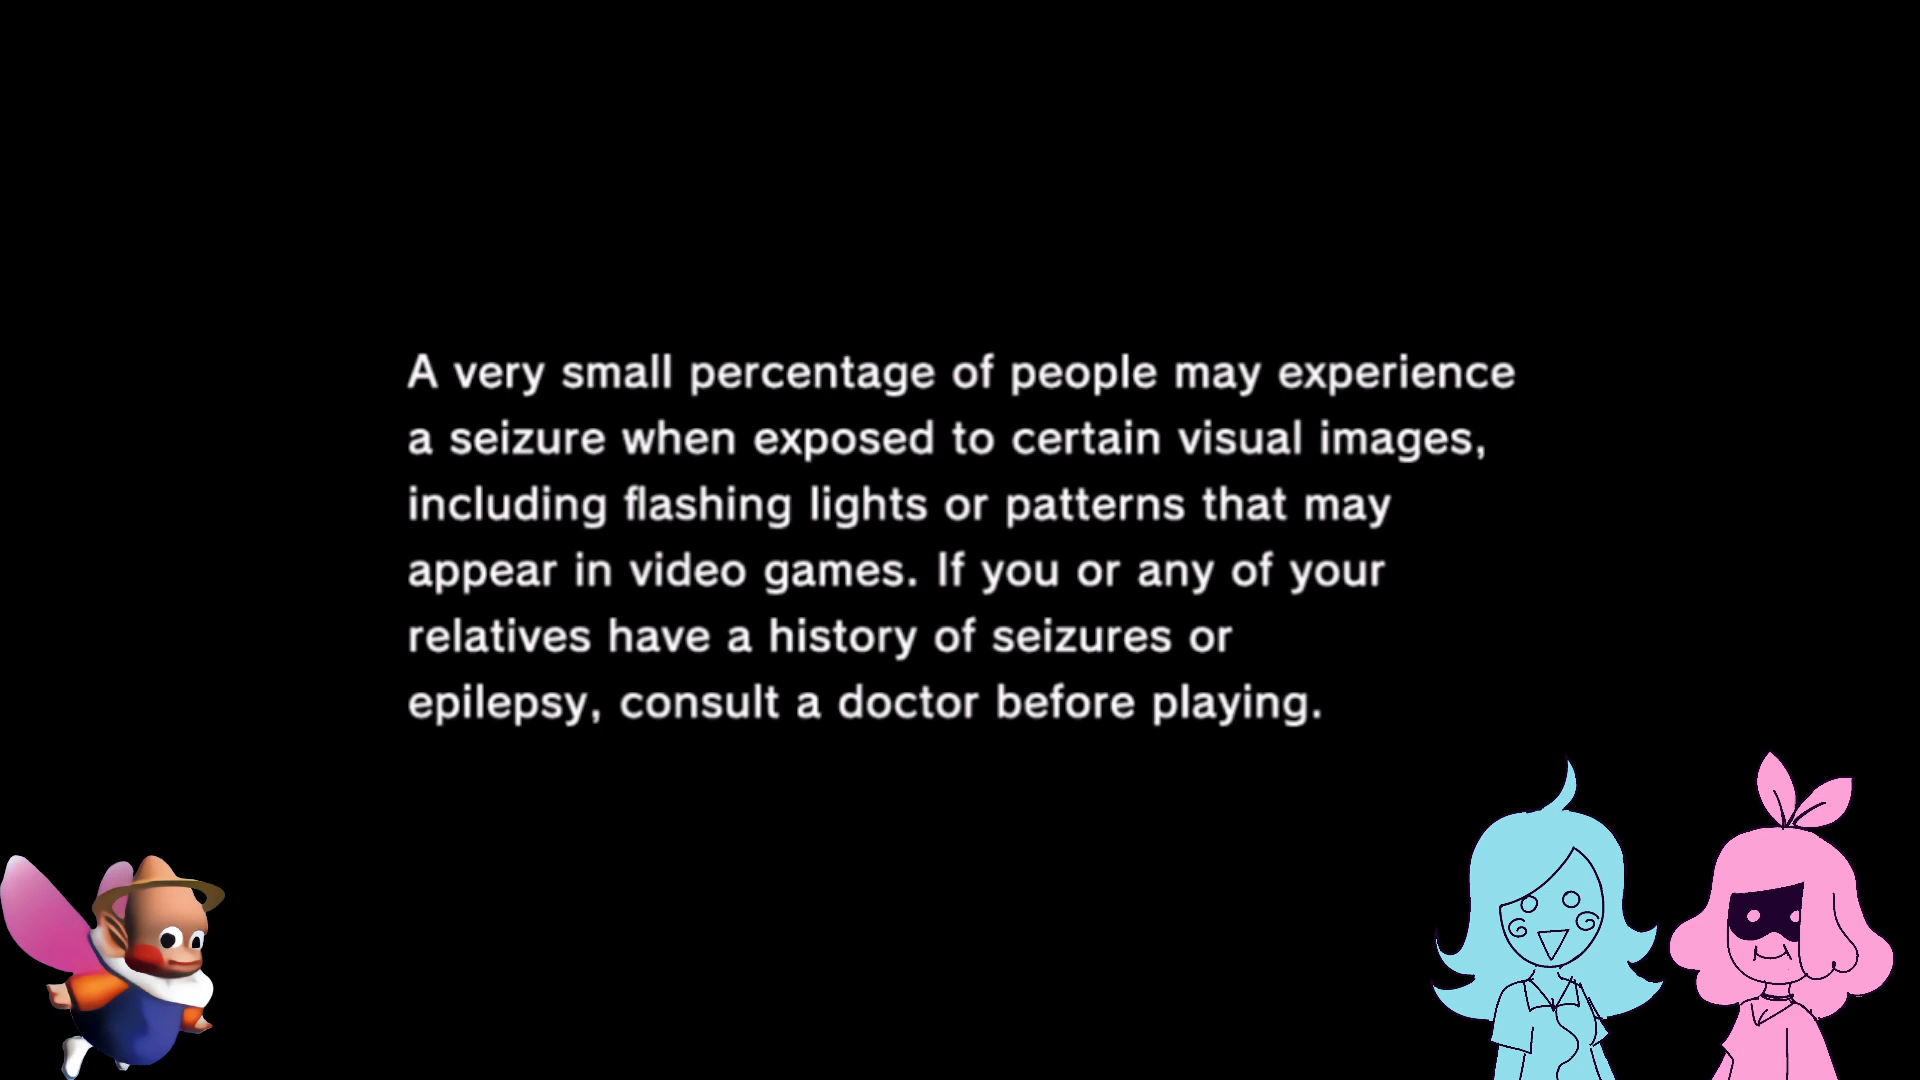 A very small percentage of people may experience
a seizure when exposed to certain visual images,
including flashing lights or patterns that may
appear in video games. If you or any of your
relatives have a history of seizures or
epilepsy, consult a doctor before playing.